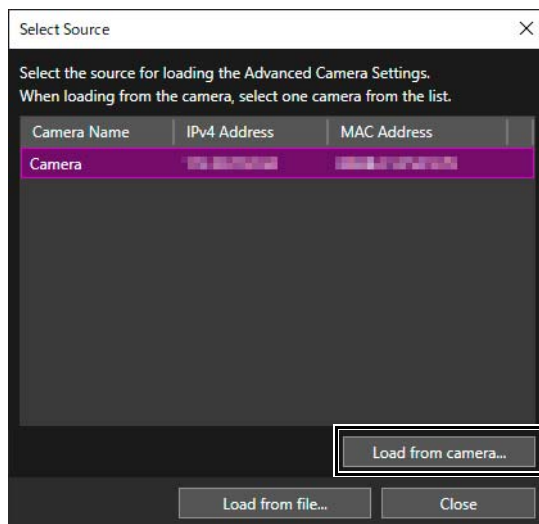 Select Source
Select the source for loading the Advanced Camera Settings.
When loading from the camera, select one camera from the list.
Camera Name IPv4 Address MAC Address
Camera
Load from camera...
Load from file... Close